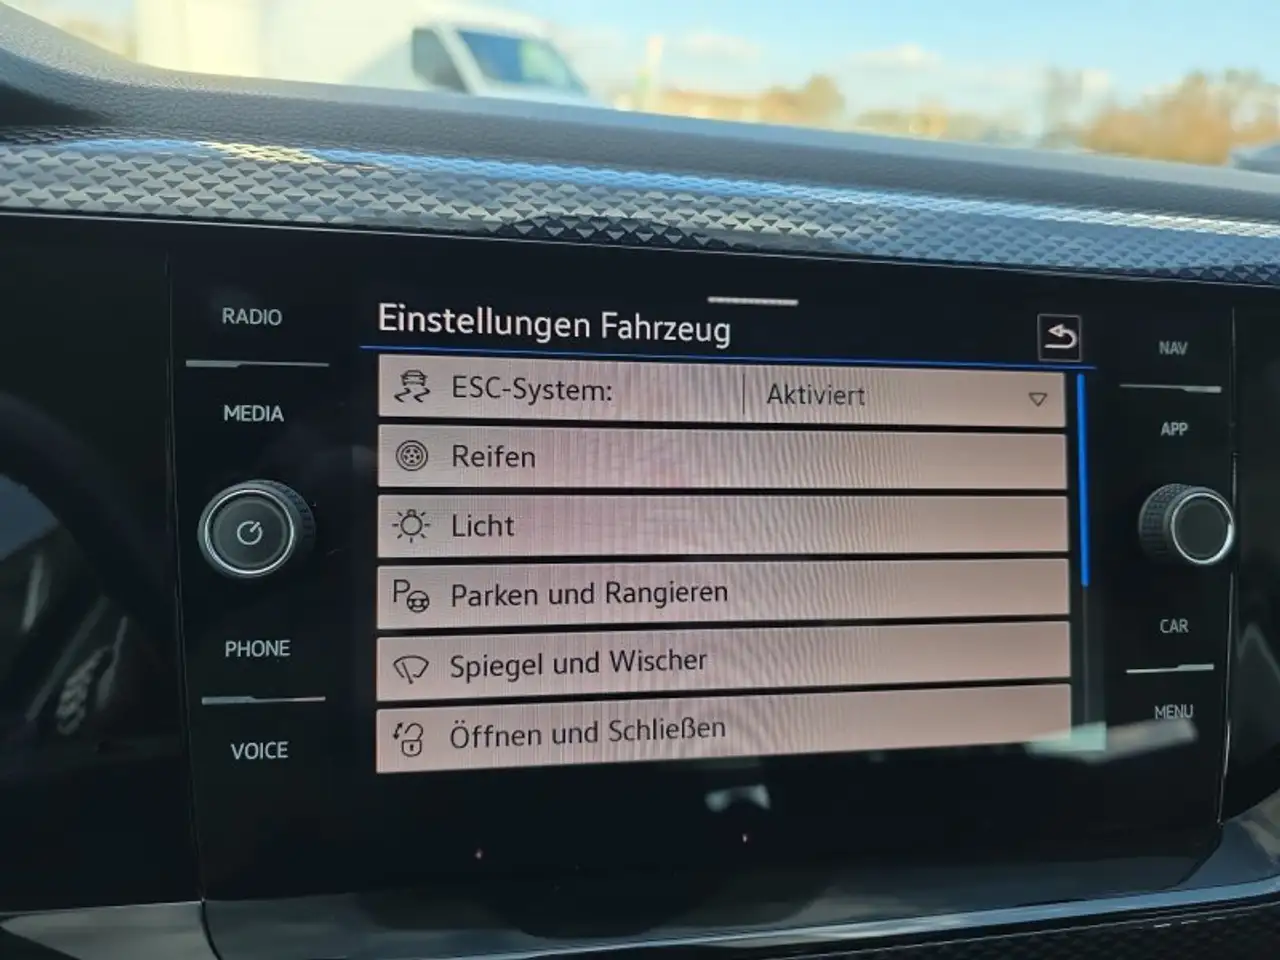 RADIO
MEDIA
PHONE
VOICE
Einstellungen Fahrzeug
ESC-System: Aktiviert
Reifen
Licht
Parken und Rangieren
Spiegel und Wischer
Öffnen und Schließen
NAV
APP
CAR
MENU